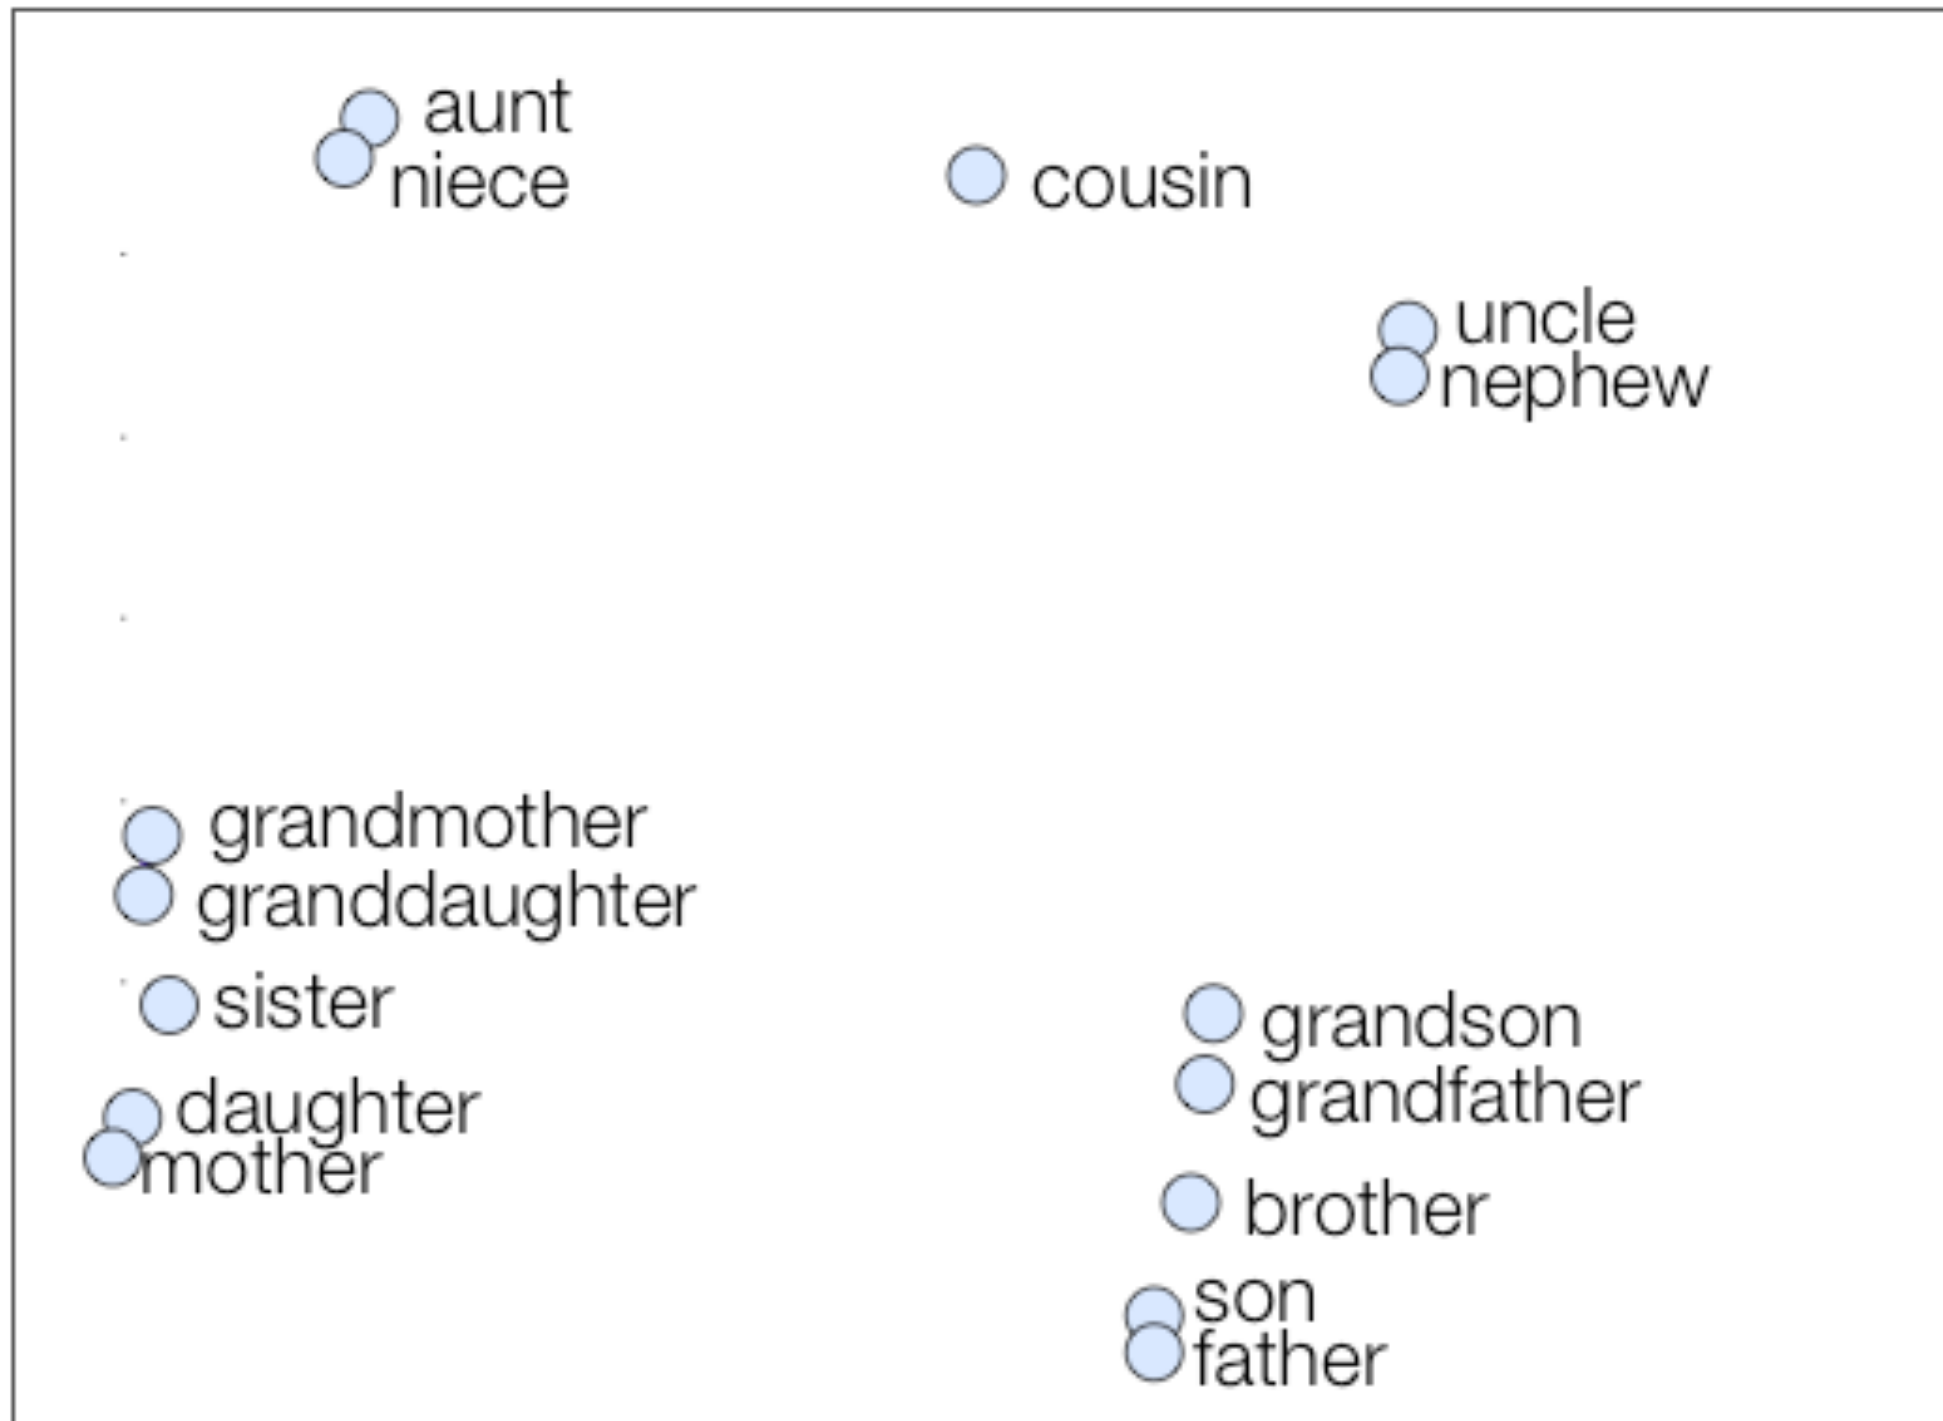 aunt
niece
cousin
uncle
nephew
grandmother
granddaughter
sister
daughter
mother
grandson
grandfather
brother
son
father